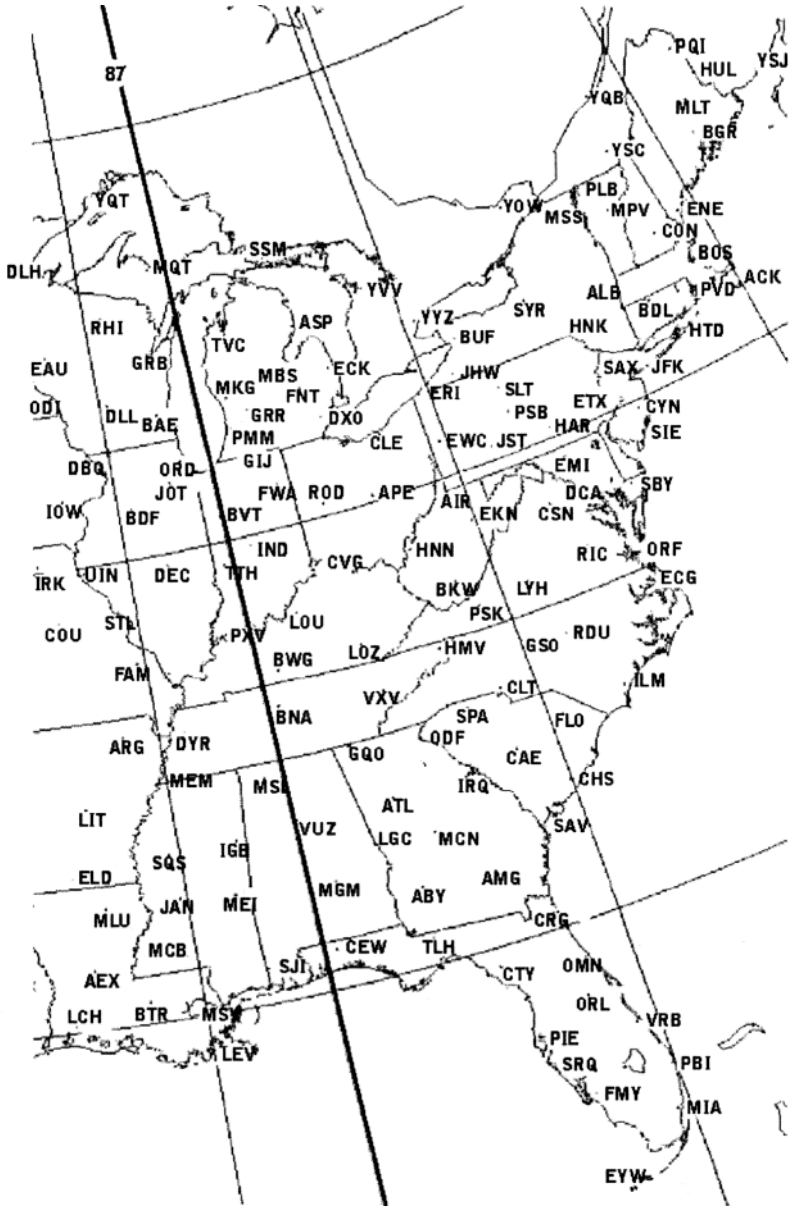 PQI
YSJ
HUL
87
YQB
MLT
BGR
YSC
YQT
PLB
YOW
MSS
MPV
ENE
CON
SSM
BOS
DLH
MQT
ACK
YVV
PVD
ALB
BDL
SYR
YYZ
ASP
RHI
HNK
HTD
BUF
TVC
GRB
EAU
ECK
SAX
JFK
JHW
MBS
MKG
FNT
ERI
SLT
ETX
ODI
DLL
BAE
GRR
DXO
PSB
CYN
HAR
SIE
PMM
CLE
EWC
JST
GIJ
DBQ
ORD
EMI
JOT
FWA
ROD
APE
DCA
SBY
AIR
IOW
BDF
BVT
EKN
CSN
IND
HNN
RIC
ORF
CVG
UIN
DEC
TTH
IRK
ECG
BKW
LYH
PSK
STL
LOU
COU
PXV
RDU
GSO
HMV
LOZ
BWG
FAM
ILM
CLT
VXV
BNA
SPA
FLO
ARG
DYR
ODF
GQO
CAE
MEM
MSL
IRQ
CHS
ATL
LIT
VUZ
SAV
LGC
MCN
IGB
SQS
ELD
AMG
MGM
ABY
JAN
MEI
MLU
CRG
MCB
CEW
TLH
SJI
OMN
CTY
AEX
ORL
BTR
MSY
LCH
VRB
PIE
LEV
SRQ
PBI
FMY
MIA
EYW